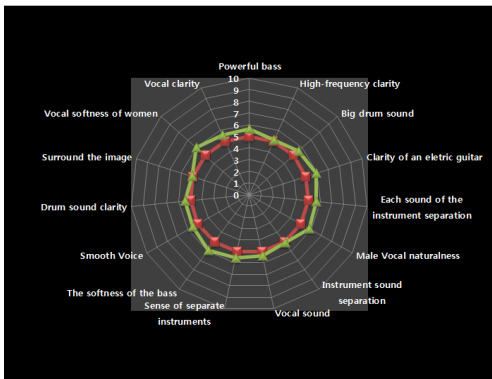 Powerful bass
High-frequency clarity
Big drum sound
Clarity of an eletric guitar
Each sound of the
instrument separation
Male Vocal naturalness
Instrument sound
separation
Vocal sound
Sense of separate
instruments
The softness of the bass
Smooth Voice
Drum sound clarity
Surround the image
Vocal softness of women
Vocal clarity
10
9
8
7
6
5
4
3
2
1
0